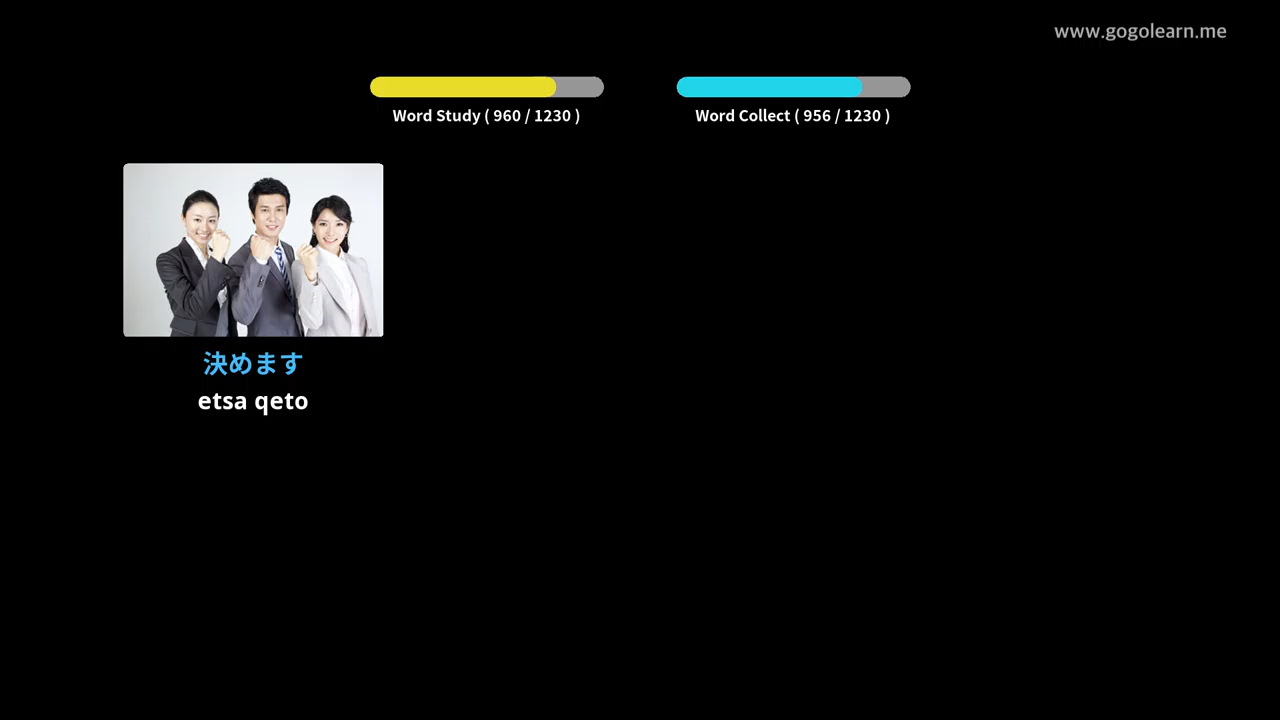 www.gogolearn.me
Word Study ( 960 / 1230 )
Word Collect ( 956 / 1230 )
決めます
etsa qeto